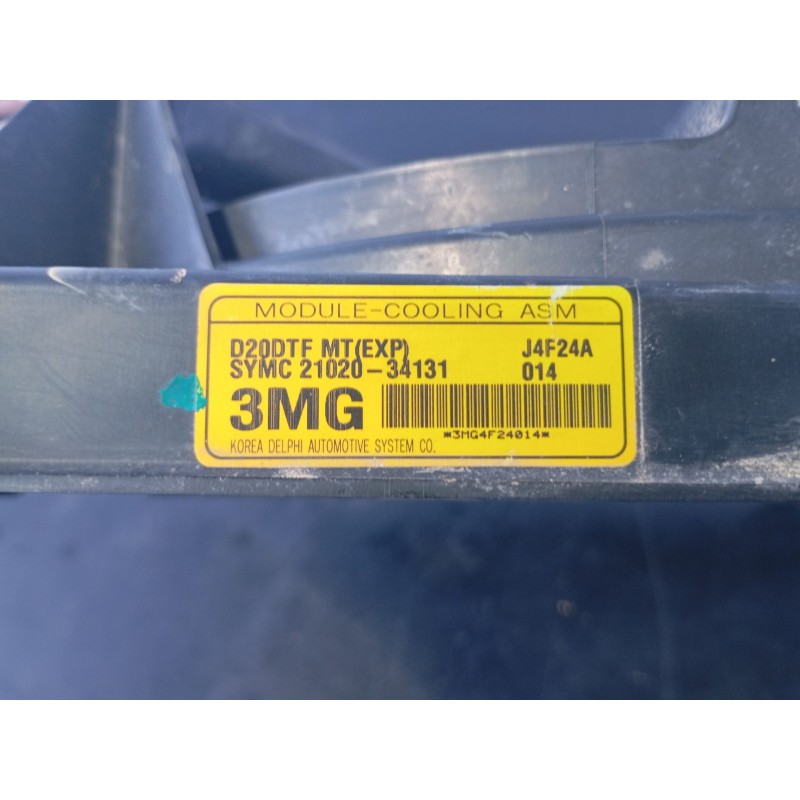 MODULE-COOLING ASM
D20DTF MT(EXP) J4F24A
SYMC 21020-34131 014
3MG
*3MG4F24014*
KOREA DELPHI AUTOMOTIVE SYSTEM CO.